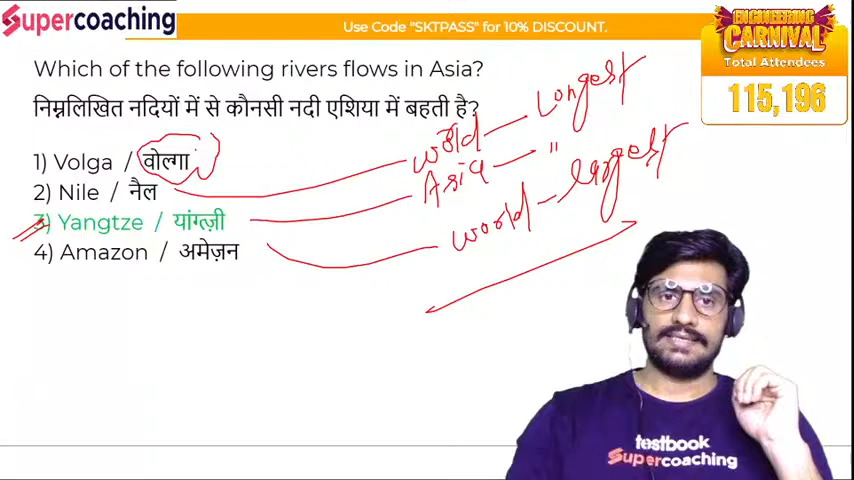 Supercoaching
Use Code "SKTPASS" for 10% DISCOUNT.
ENGINEERING
CARNIVAL
Total Attendees
115,196
Which of the following rivers flows in Asia?
निम्नलिखित नदियों में से कौनसी नदी एशिया में बहती है?
1) Volga / वोल्गा
2) Nile / नैल
3) Yangtze / यांग्त्ज़ी
4) Amazon / अमेज़न
world – longest
Asia – "
world – largest
testbook
Supercoaching